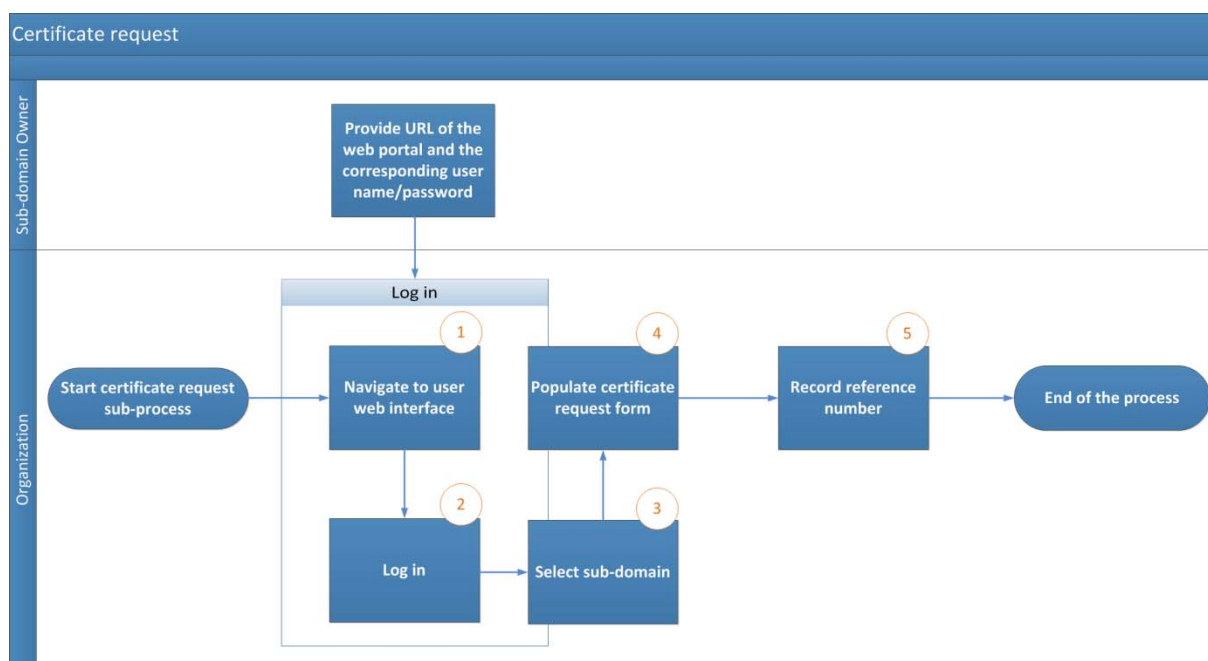 Certificate request
Sub-domain Owner
Provide URL of the
web portal and the
corresponding user
name/password
Organization
Log in
Start certificate request
sub-process
1
Navigate to user
web interface
2
Log in
3
Select sub-domain
4
Populate certificate
request form
5
Record reference
number
End of the process